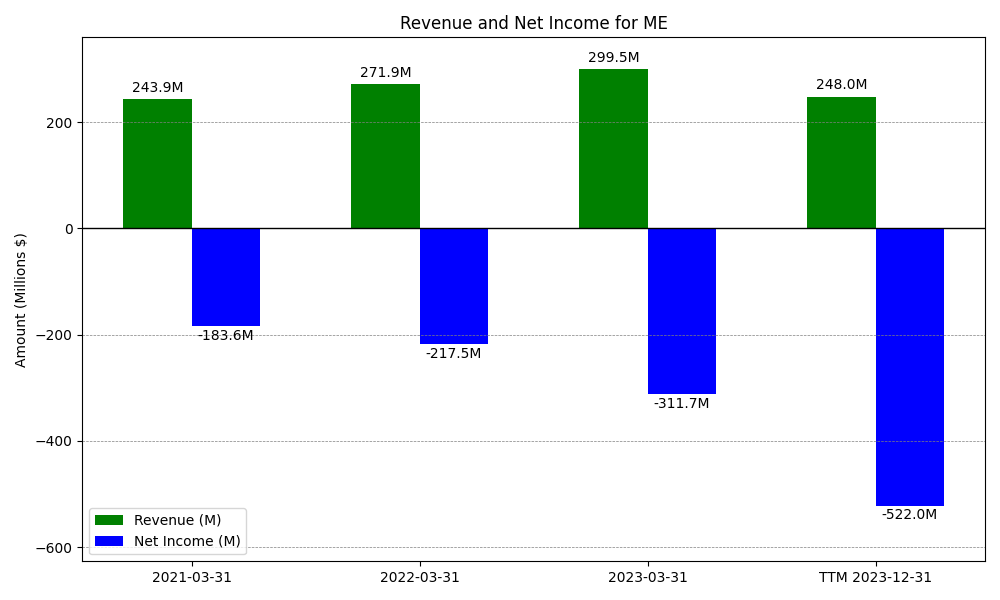 Revenue and Net Income for ME
243.9M
271.9M
299.5M
248.0M
200
0
−200
−400
−600
Amount (Millions $)
-183.6M
-217.5M
-311.7M
-522.0M
Revenue (M)
Net Income (M)
2021-03-31
2022-03-31
2023-03-31
TTM 2023-12-31